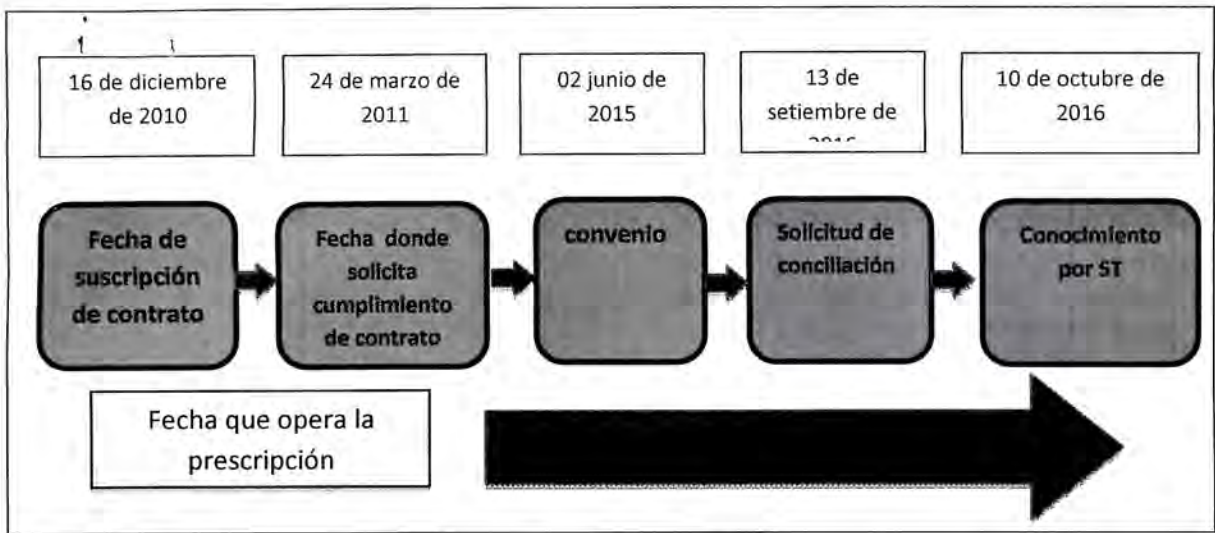 16 de diciembre
de 2010
24 de marzo de
2011
02 junio de
2015
13 de
setiembre de
10 de octubre de
2016
Fecha de
suscripción
de contrato
Fecha donde
solicita
cumplimiento
de contrato
convenio
Solicitud de
conciliación
Conocimiento
por ST
Fecha que opera la
prescripción